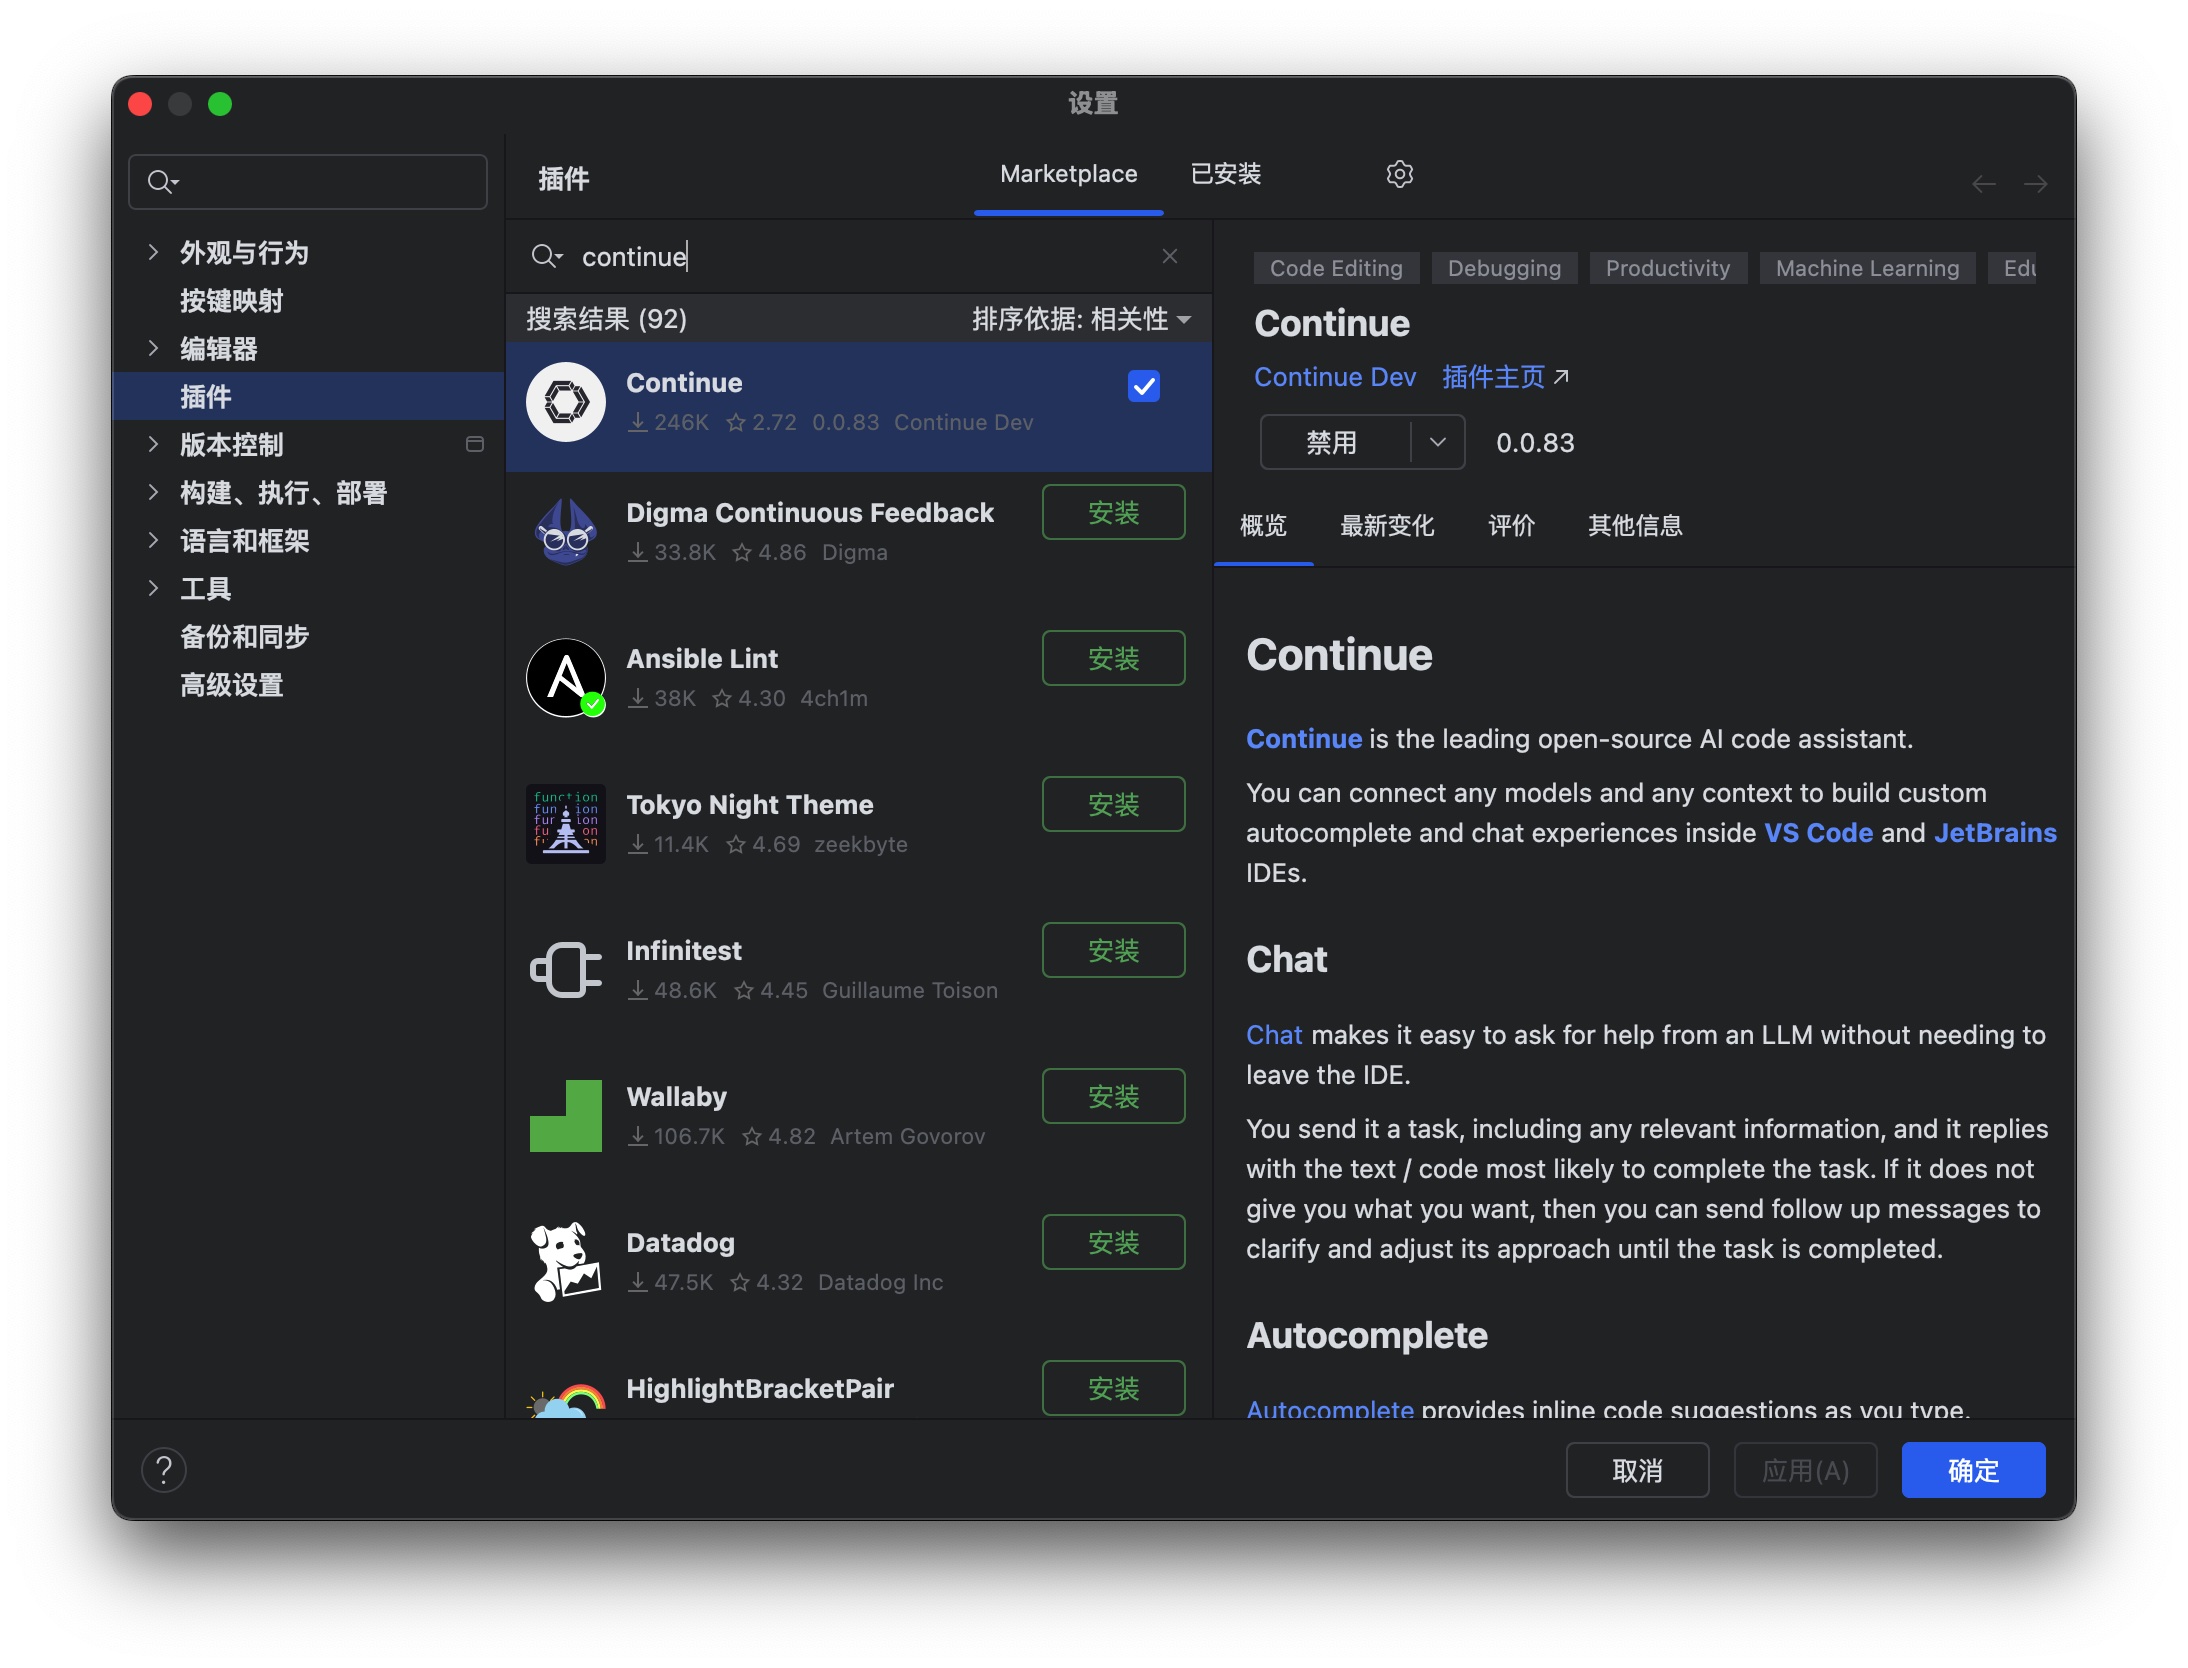 设置
外观与行为
按键映射
编辑器
插件
版本控制
构建、执行、部署
语言和框架
工具
备份和同步
高级设置
插件
Marketplace
已安装
continue
搜索结果 (92)
排序依据: 相关性
Continue
246K 2.72 0.0.83 Continue Dev
Digma Continuous Feedback
33.8K 4.86 Digma
安装
Ansible Lint
38K 4.30 4ch1m
安装
Tokyo Night Theme
11.4K 4.69 zeekbyte
安装
Infinitest
48.6K 4.45 Guillaume Toison
安装
Wallaby
106.7K 4.82 Artem Govorov
安装
Datadog
47.5K 4.32 Datadog Inc
安装
HighlightBracketPair
安装
Code Editing Debugging Productivity Machine Learning
Continue
Continue Dev 插件主页
禁用 0.0.83
概览 最新变化 评价 其他信息
Continue
Continue is the leading open-source AI code assistant.
You can connect any models and any context to build custom
autocomplete and chat experiences inside VS Code and JetBrains
IDEs.
Chat
Chat makes it easy to ask for help from an LLM without needing to
leave the IDE.
You send it a task, including any relevant information, and it replies
with the text / code most likely to complete the task. If it does not
give you what you want, then you can send follow up messages to
clarify and adjust its approach until the task is completed.
Autocomplete
Autocomplete provides inline code suggestions as you type.
?
取消
应用(A)
确定